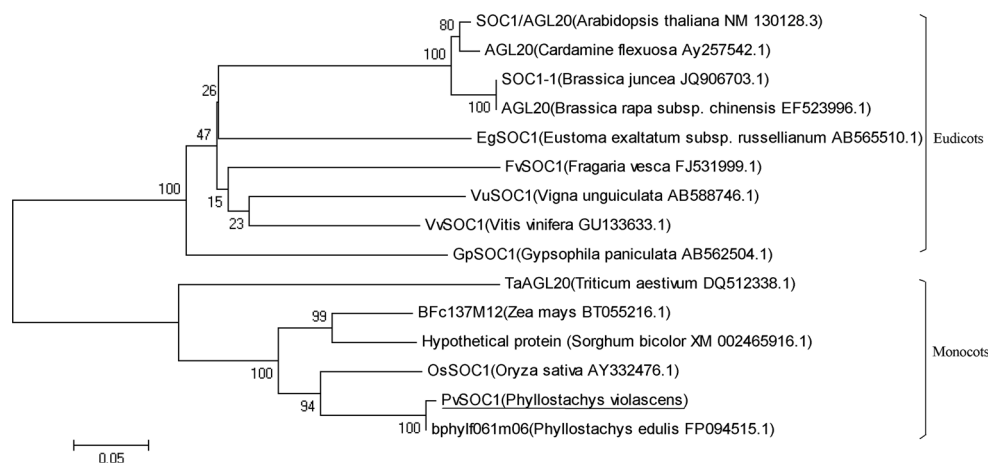 SOC1/AGL20(Arabidopsis thaliana NM 130128.3)
80
AGL20(Cardamine flexuosa Ay257542.1)
100
SOC1-1(Brassica juncea JQ906703.1)
26
100
AGL20(Brassica rapa subsp. chinensis EF523996.1)
47
EgSOC1(Eustoma exaltatum subsp. russellianum AB565510.1)
Eudicots
FvSOC1(Fragaria vesca FJ531999.1)
100
VuSOC1(Vigna unguiculata AB588746.1)
15
23
VvSOC1(Vitis vinifera GU133633.1)
GpSOC1(Gypsophila paniculata AB562504.1)
TaAGL20(Triticum aestivum DQ512338.1)
99
BFc137M12(Zea mays BT055216.1)
Hypothetical protein (Sorghum bicolor XM 002465916.1)
Monocots
100
OsSOC1(Oryza sativa AY332476.1)
94
PvSOC1(Phyllostachys violascens)
100
bphylf061m06(Phyllostachys edulis FP094515.1)
0.05